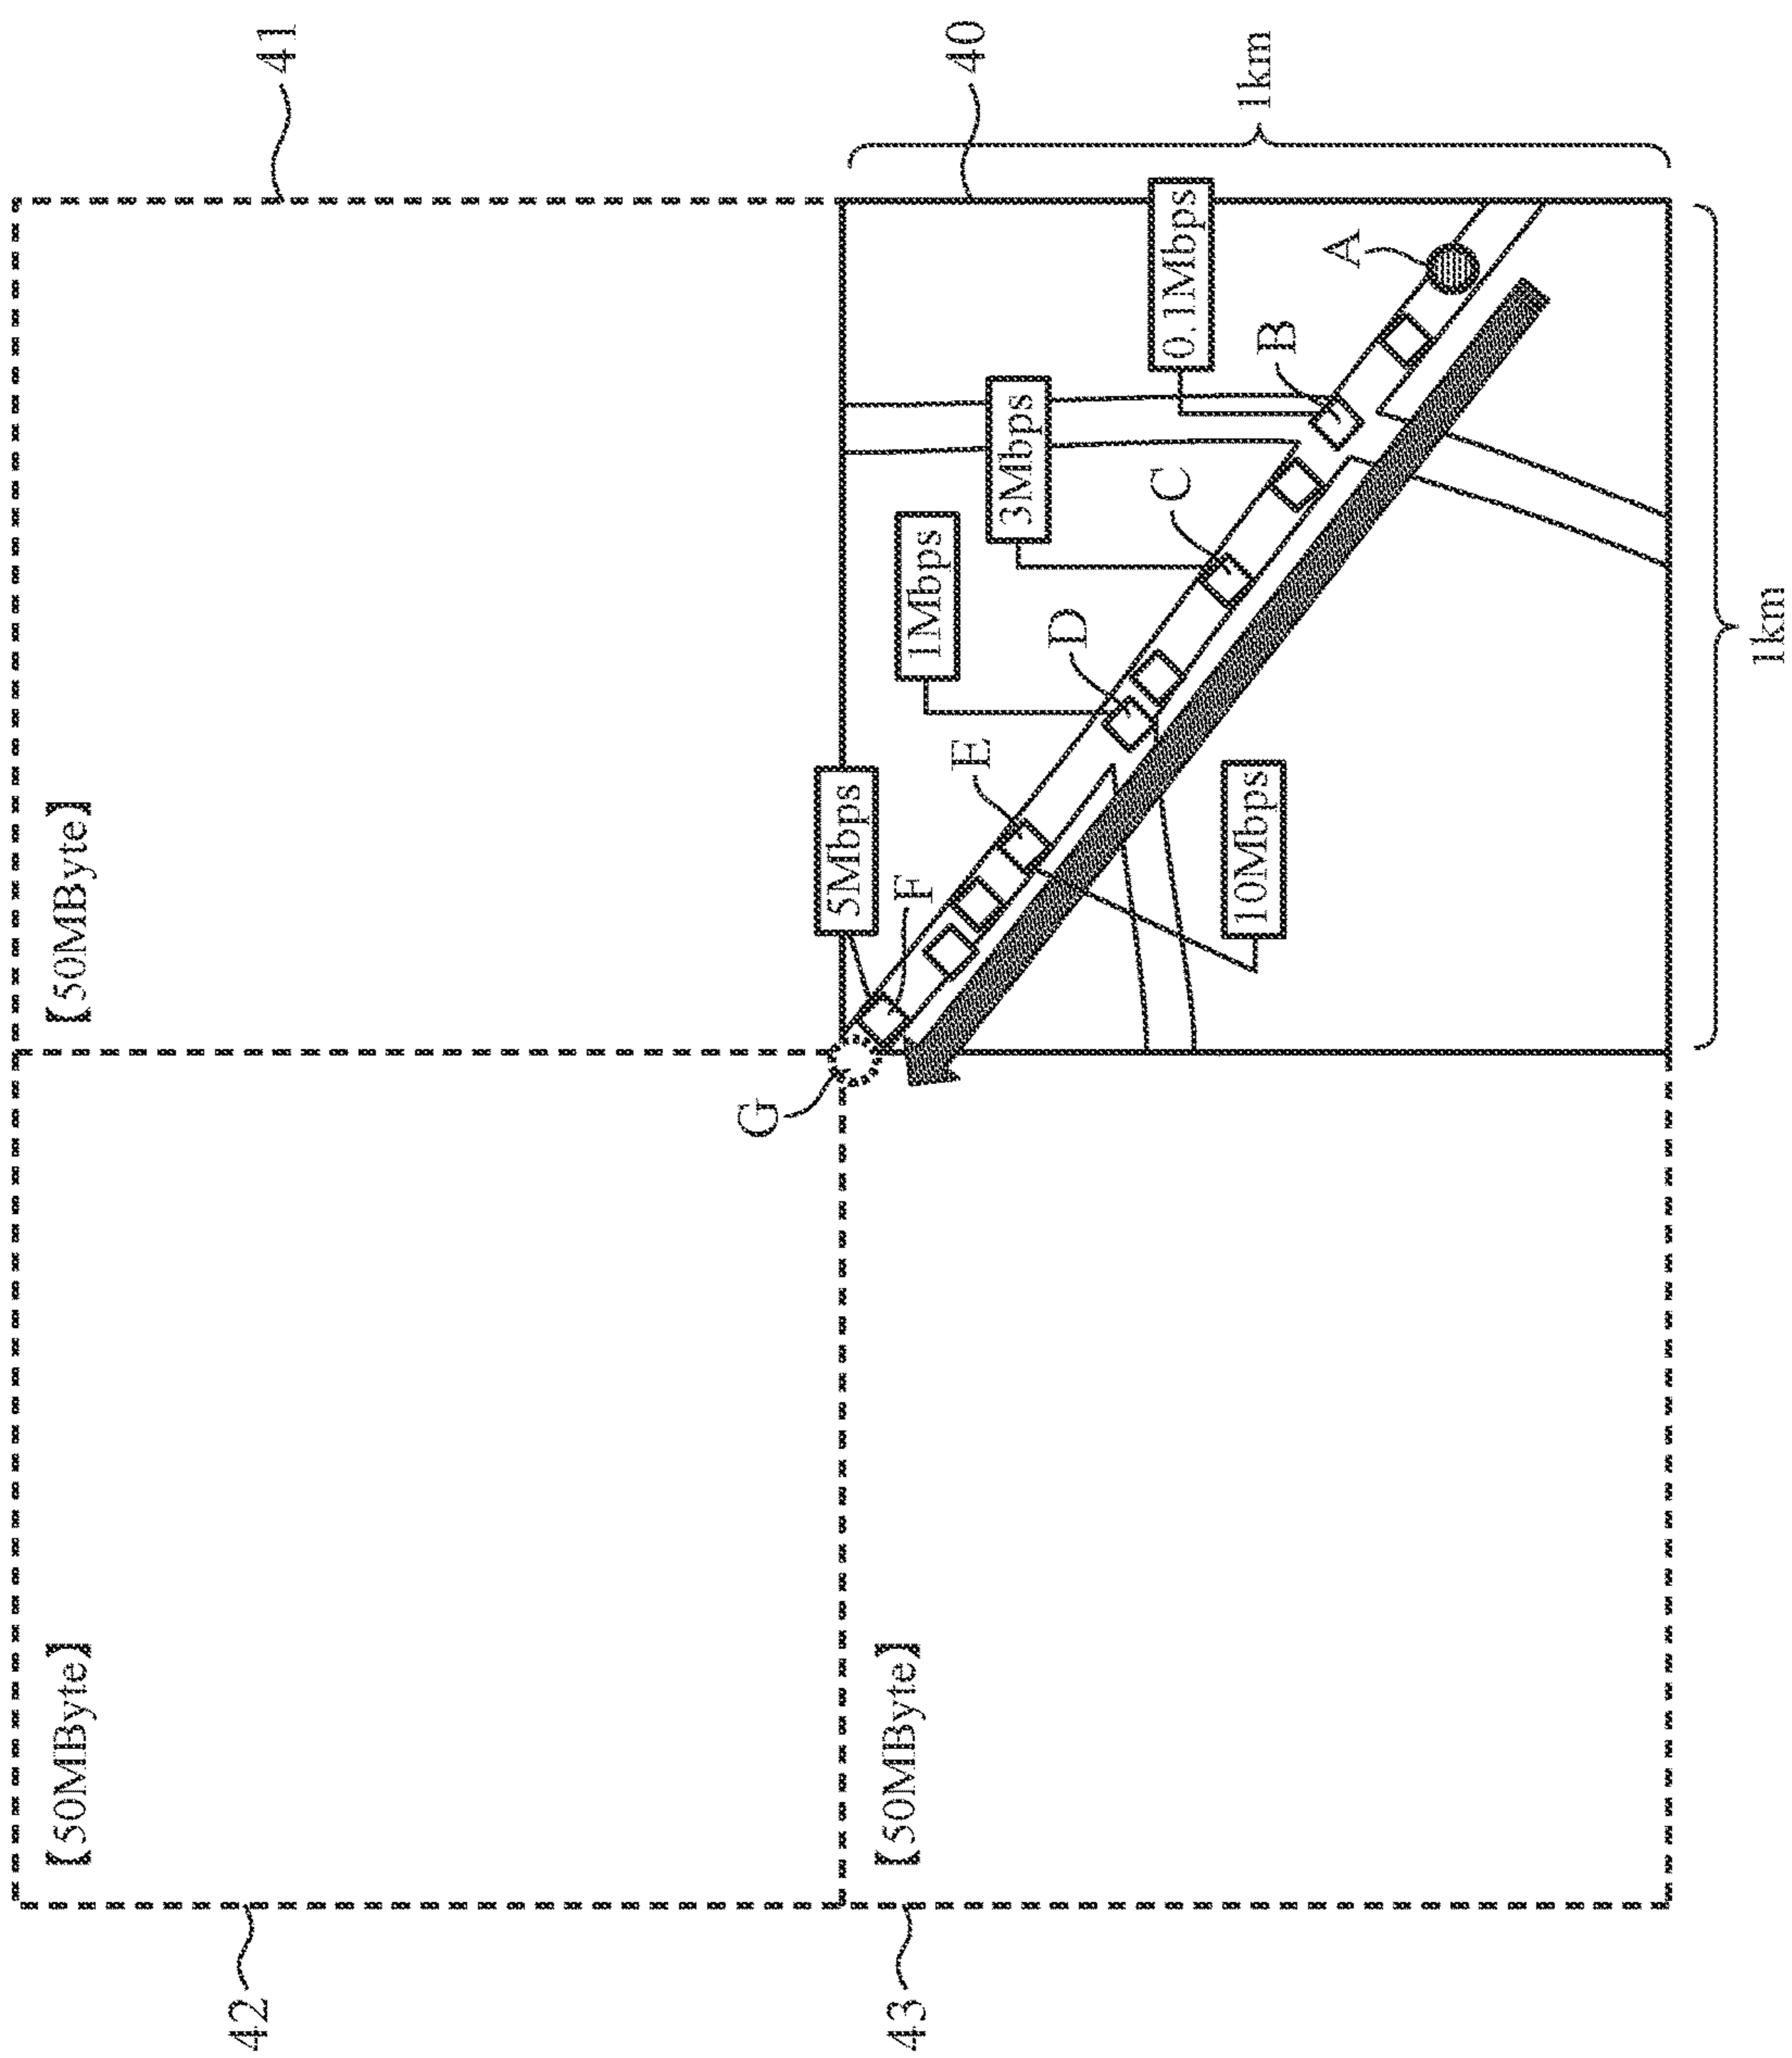 【50MByte】
【50MByte】
42
41
G
5Mbps
【50MByte】
43
F
1Mbps
40
E
3Mbps
D
C
0.1Mbps
10Mbps
1km
B
A
1km